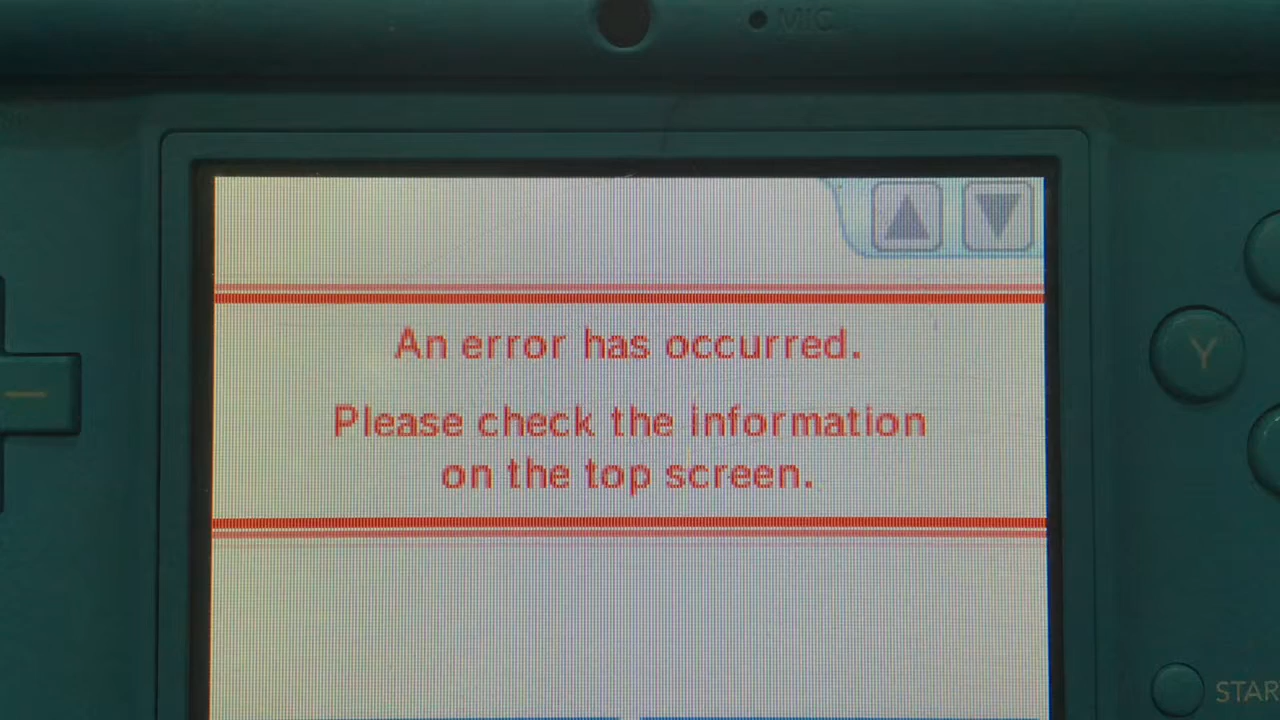 MIC
An error has occurred.
Please check the information
on the top screen.
Y
STAR